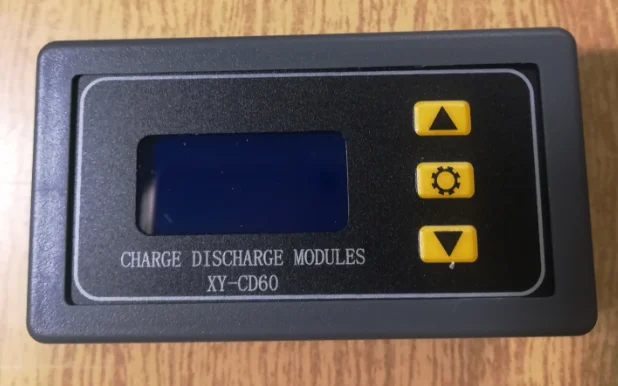 CHARGE DISCHARGE MODULES
XY-CD60